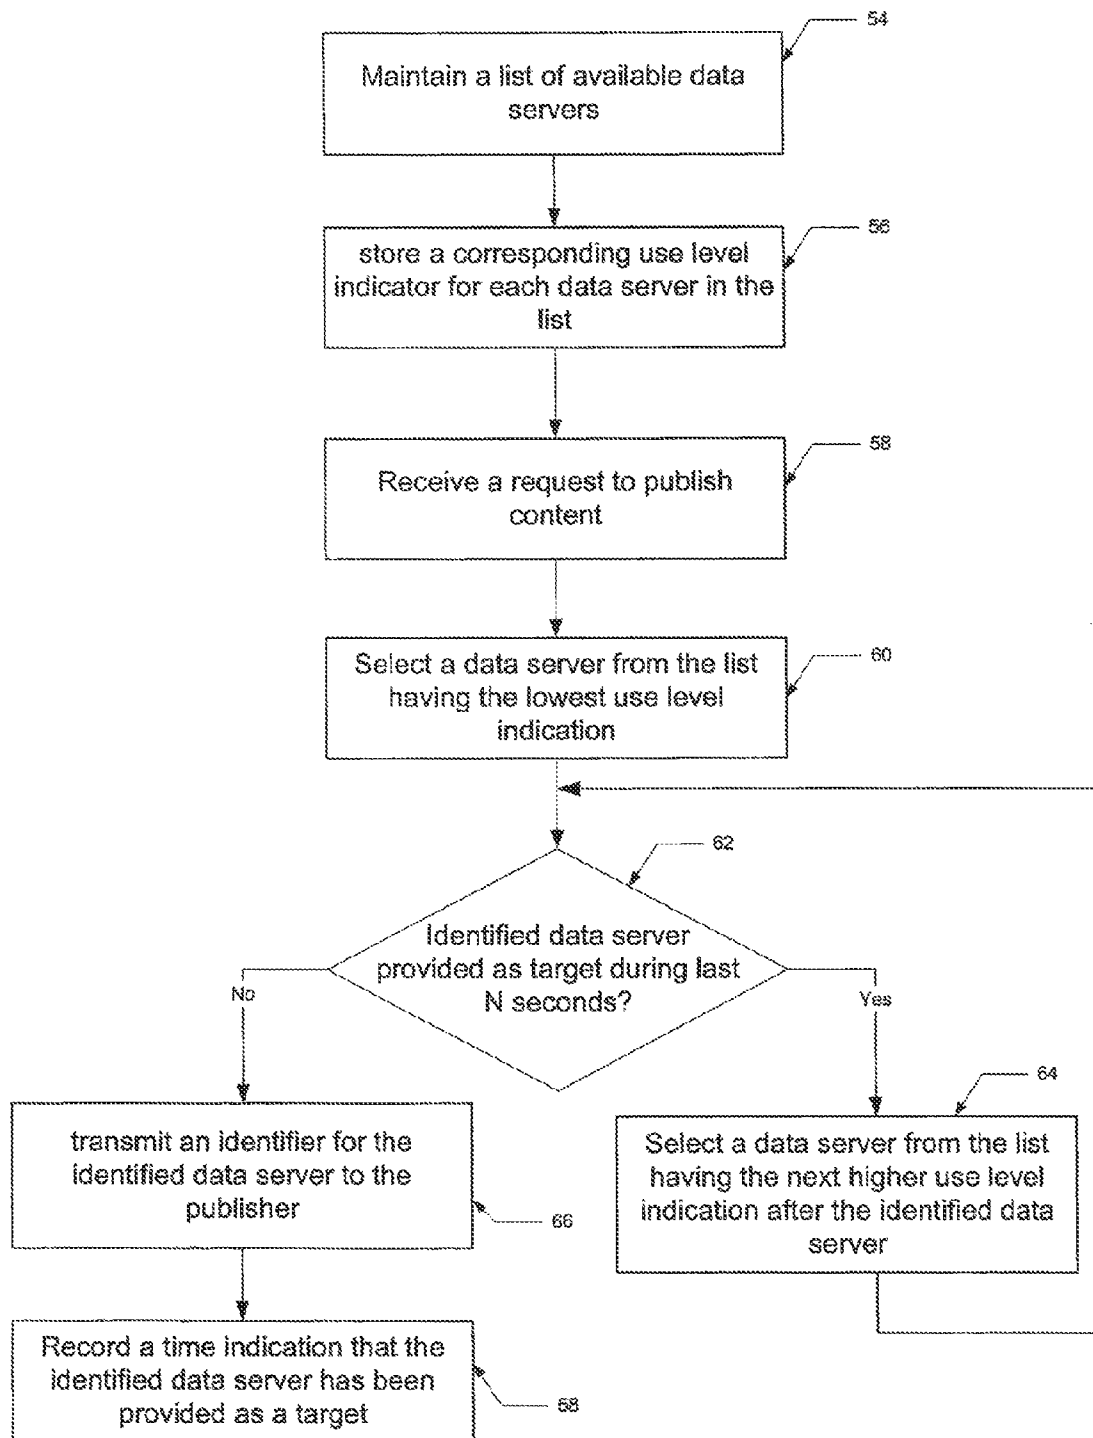 54
Maintain a list of available data
servers
56
store a corresponding use level
indicator for each data server in the
list
58
Receive a request to publish
content
60
Select a data server from the list
having the lowest use level
indication
62
Identified data server
provided as target during last
N seconds?
No
Yes
64
transmit an identifier for the
identified data server to the
publisher
66
Select a data server from the list
having the next higher use level
indication after the identified data
server
Record a time indication that the
identified data server has been
provided as a target
68